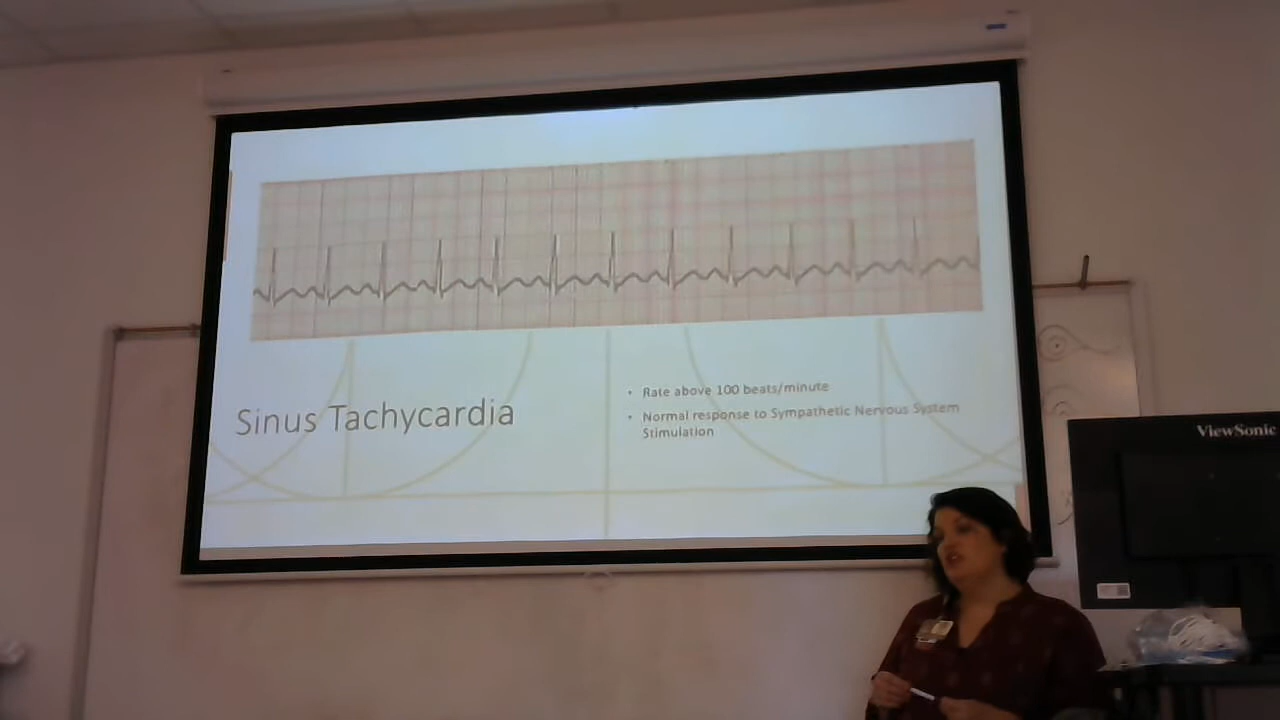 Sinus Tachycardia
• Rate above 100 beats/minute
• Normal response to Sympathetic Nervous System
Stimulation
ViewSonic